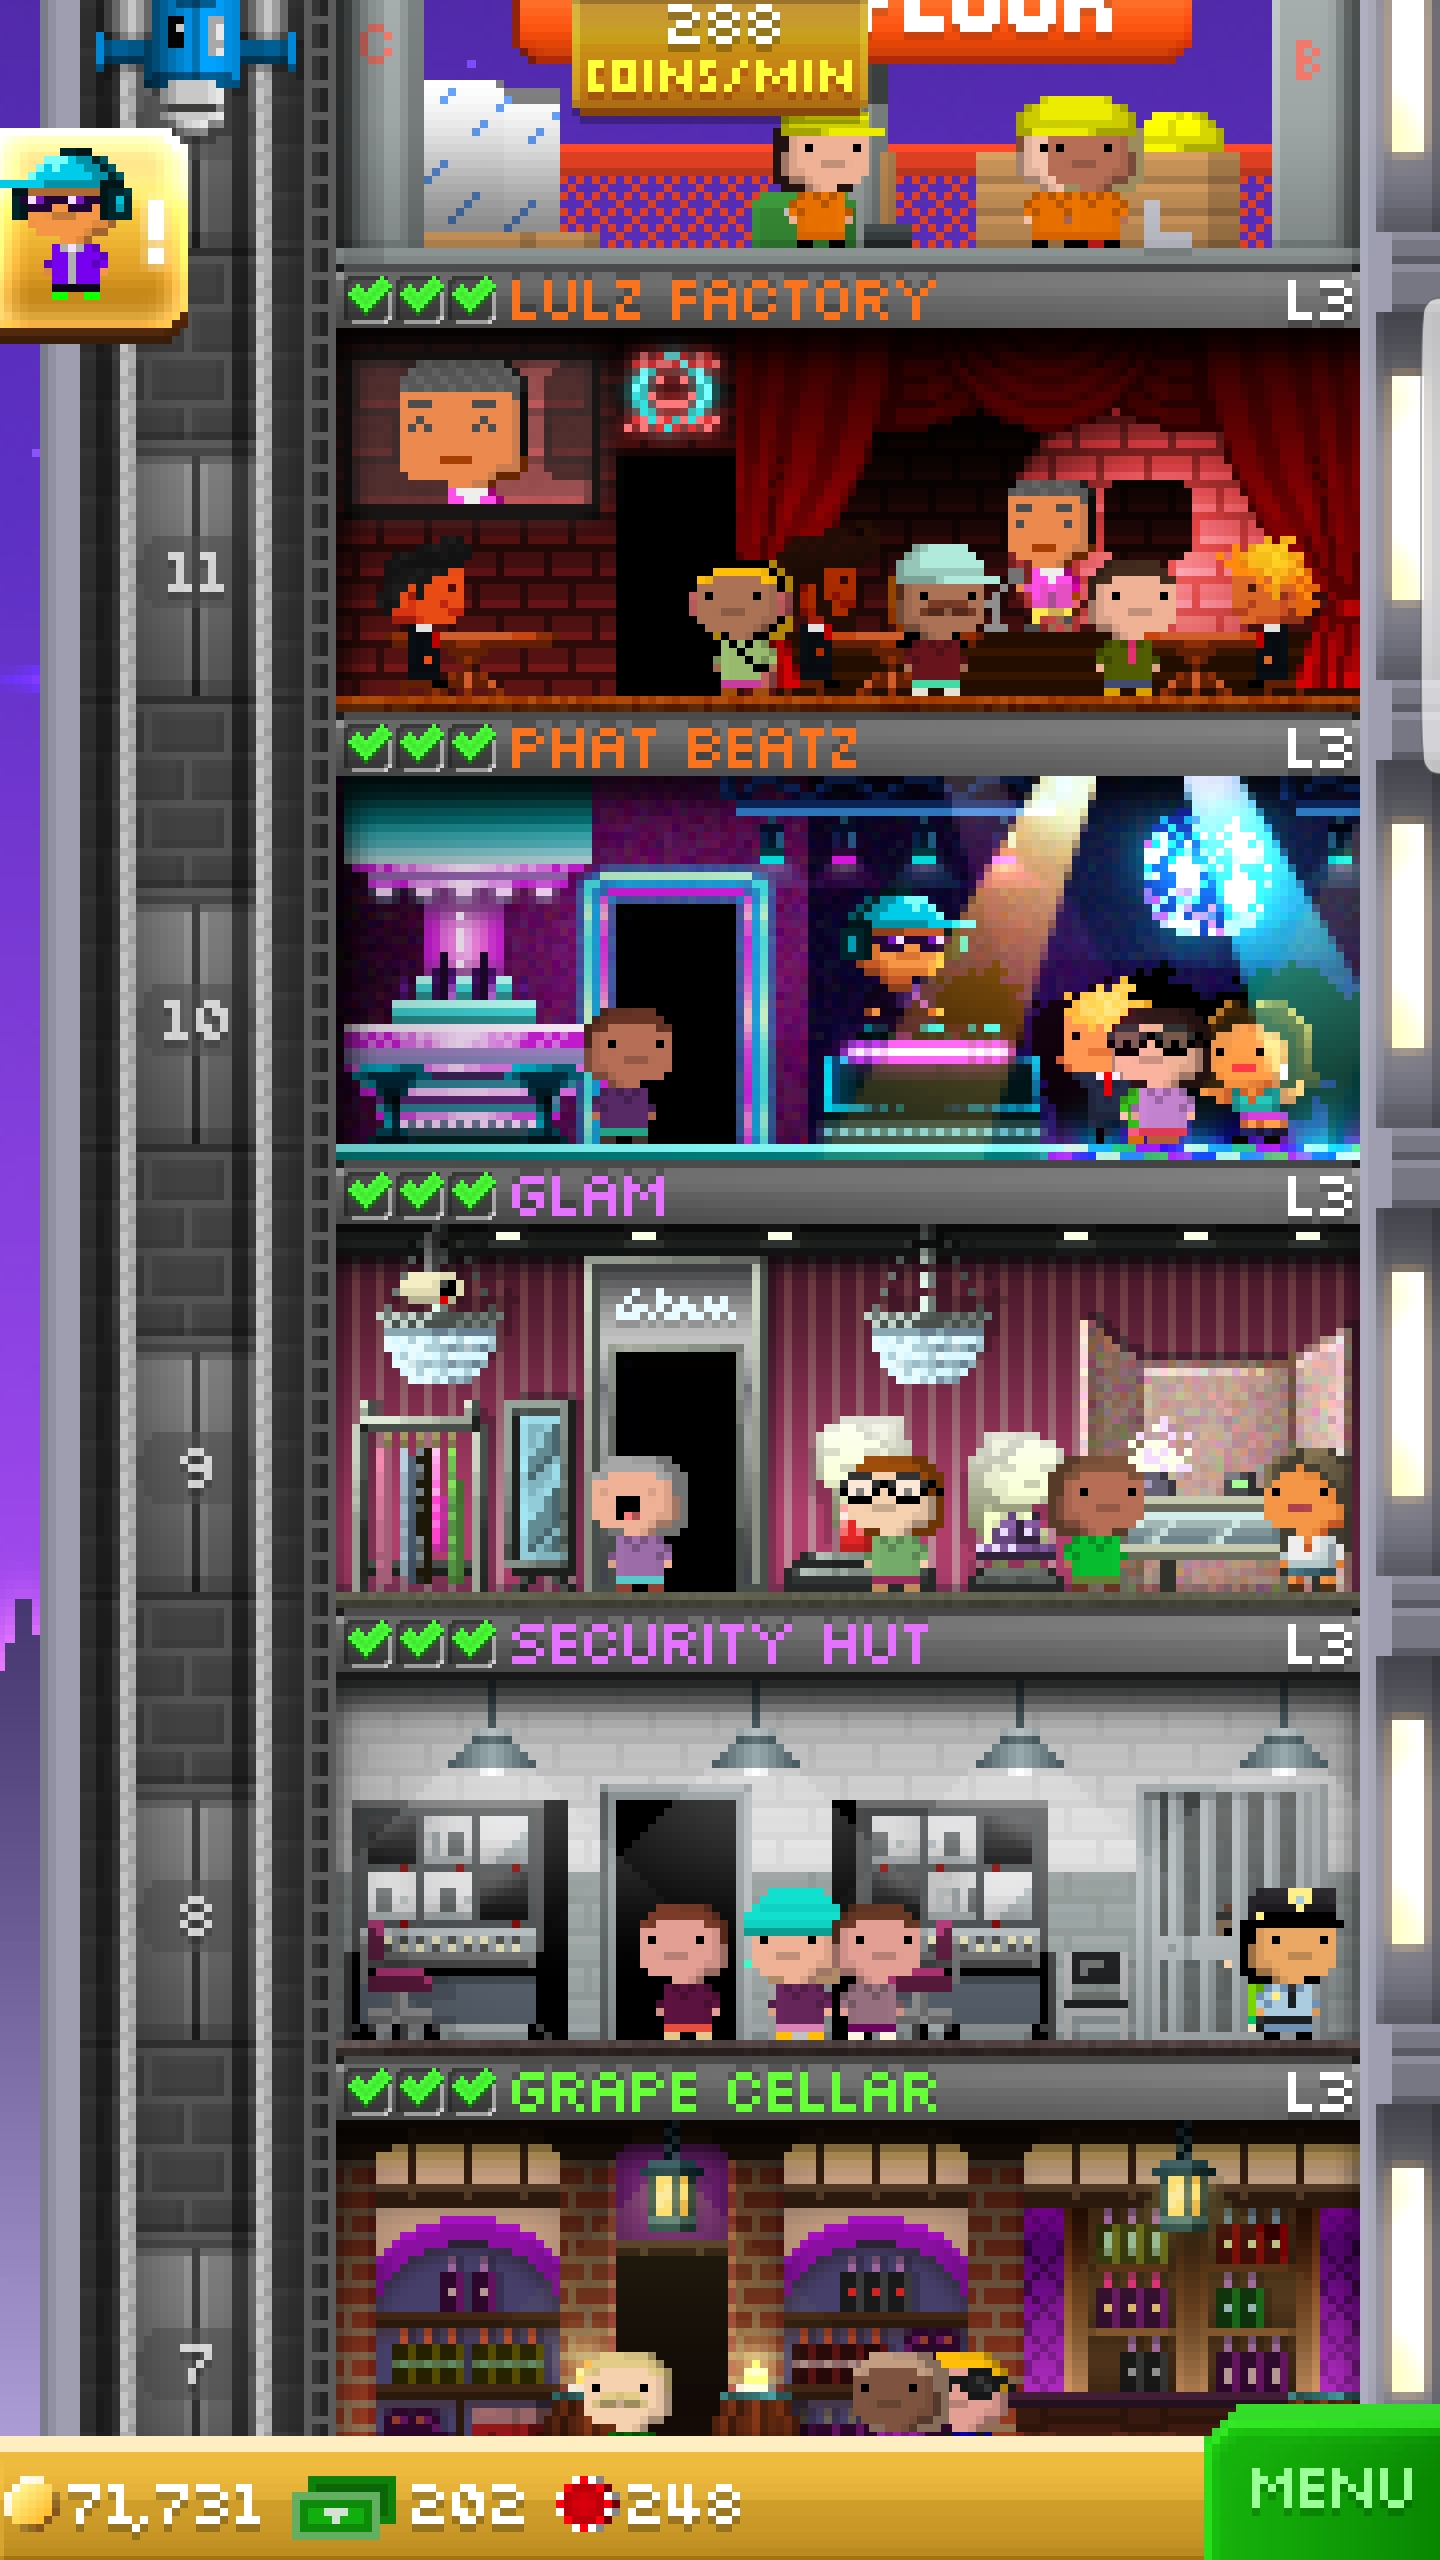 288
COINS/MIN
C
B
!
LULZ FACTORY
L3
11
PHAT BEATZ
L3
10
GLAM
L3
Glam
9
SECURITY HUT
L3
8
GRAPE CELLAR
L3
7
71,731
202
248
MENU